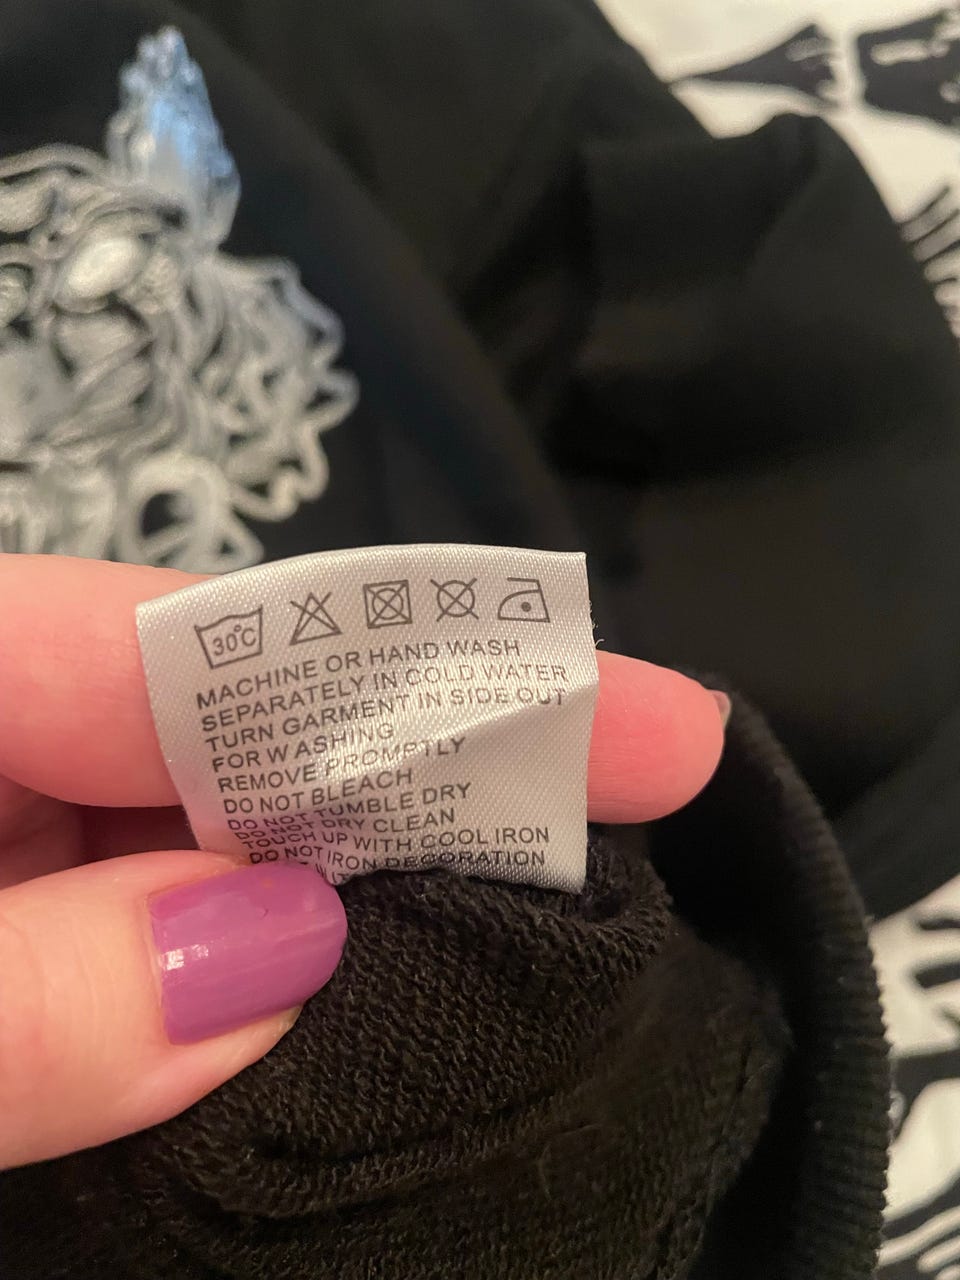 30°C
MACHINE OR HAND WASH
SEPARATELY IN COLD WATER
TURN GARMENT IN SIDE OUT
FOR WASHING
REMOVE PROMPTLY
DO NOT BLEACH
DO NOT TUMBLE DRY
DO NOT DRY CLEAN
TOUCH UP WITH COOL IRON
DO NOT IRON DECORATION